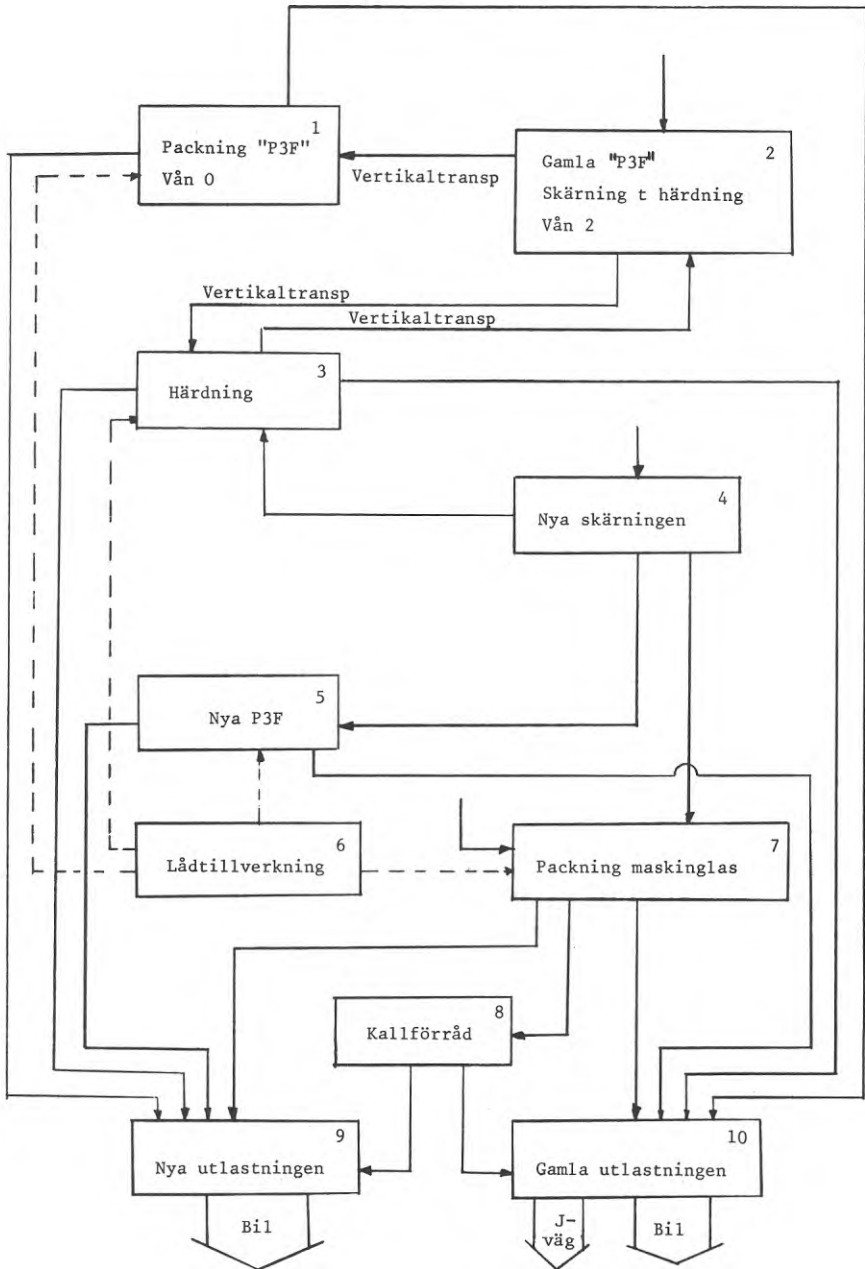 1
Packning "P3F"
Vån 0
2
Gamla "P3F"
Skärning t härdning
Vån 2
Vertikaltransp
Vertikaltransp
Vertikaltransp
3
Härdning
4
Nya skärningen
5
Nya P3F
6
Lådtillverkning
7
Packning maskinglas
8
Kallförråd
9
Nya utlastningen
10
Gamla utlastningen
Bil
J-
väg
Bil